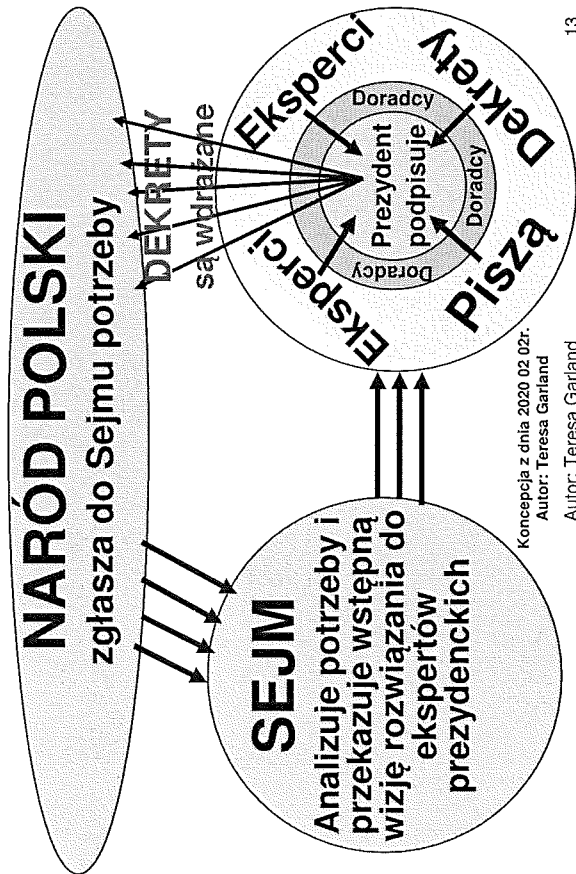 NARÓD POLSKI
zgłasza do Sejmu potrzeby
SEJM
Analizuje potrzeby i
przekazuje wstępną
wizję rozwiązania do
ekspertów
prezydenckich
DEKRETY
są wdrażane
Eksperci
Eksperci
Doradcy
Doradcy
Doradcy
Prezydent
podpisuje
Piszą
Dekrety
Koncepcja z dnia 2020 02 02r.
Autor: Teresa Garland
Autor: Teresa Garland
13